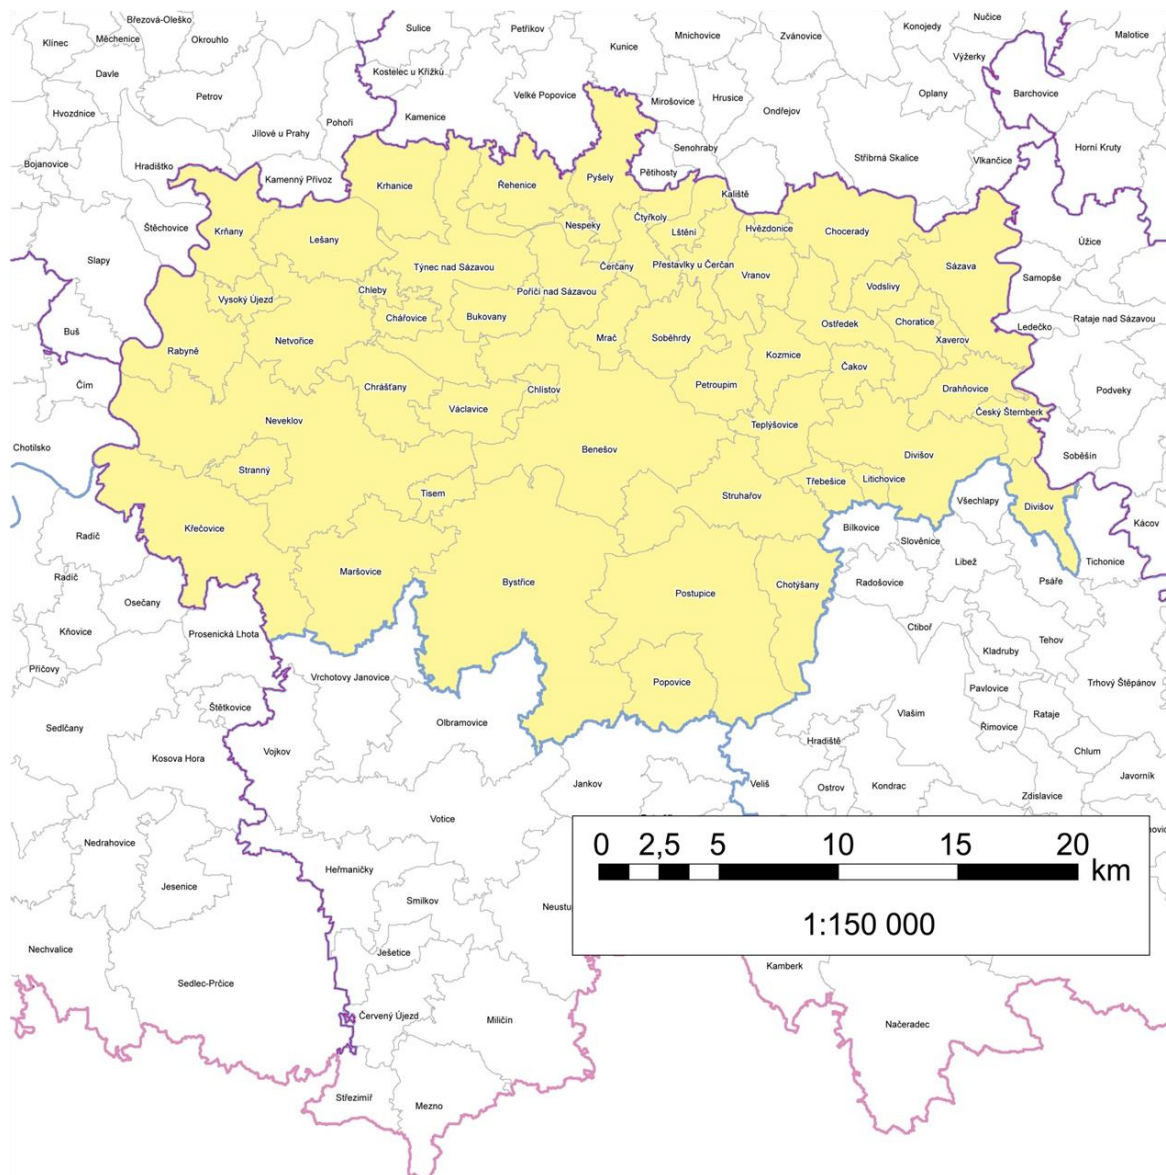 Březová-Oleško
Sulice
Petříkov
Nučice
Klínec
Měchenice
Okrouhlo
Kunice
Mnichovice
Zvánovice
Konojedy
Malotice
Výžerky
Davle
Kostelec u Křížků
Petrov
Velké Popovice
Mirošovice
Hrusice
Oplany
Barchovice
Hvozdnice
Kamenice
Ondřejov
Pohoří
Jílové u Prahy
Senohraby
Horní Kruty
Bojanovice
Hradištko
Stříbrná Skalice
Vlkančice
Kamenný Přívoz
Krhanice
Řehenice
Pyšely
Pětihosty
Kaliště
Štěchovice
Krňany
Lešany
Nespeky
Čtyřkoly
Lštění
Hvězdonice
Chocerady
Úžice
Slapy
Týnec nad Sázavou
Čerčany
Přestavlky u Čerčan
Sázava
Vranov
Samopše
Vysoký Újezd
Chleby
Poříčí nad Sázavou
Vodslivy
Buš
Chářovice
Bukovany
Ostředek
Choratice
Ledečko
Rataje nad Sázavou
Rabyně
Netvořice
Mrač
Soběhrdy
Xaverov
Kozmice
Čím
Chrášťany
Chlístov
Petroupim
Čakov
Drahňovice
Podveky
Václavice
Český Šternberk
Neveklov
Teplýšovice
Chotilsko
Benešov
Divišov
Soběšín
Stranný
Třebešice
Litichovice
Tisem
Struhařov
Všechlapy
Divišov
Křečovice
Bílkovice
Kácov
Radíč
Slověnice
Libež
Tichonice
Radíč
Maršovice
Bystřice
Postupice
Chotýšany
Radošovice
Psáře
Osečany
Kňovice
Prosenická Lhota
Ctiboř
Tehov
Kladruby
Příčovy
Vrchotovy Janovice
Popovice
Trhový Štěpánov
Pavlovice
Štětkovice
Rataje
Sedlčany
Olbramovice
Vlašim
Římovice
Hradiště
Kosova Hora
Vojkov
Chlum
Jankov
Veliš
Ostrov
Kondrac
Javorník
Zdislavice
Votice
Nedrahovice
Heřmaničky
Jesenice
Smilkov
Neustu
Nechvalice
Ješetice
Kamberk
Sedlec-Prčice
Červený Újezd
Miličín
Načeradec
Střezimíř
Mezno
0 2,5 5 10 15 20
km
1:150 000